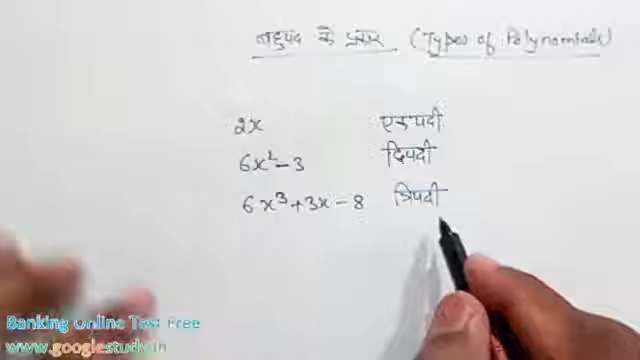 बहुपद के प्रकार (Types of Polynomials)
2x एकपदी
6x² - 3 द्विपदी
6x³ + 3x - 8 त्रिपदी
Banking Online Test Free
www.googlestudy.in